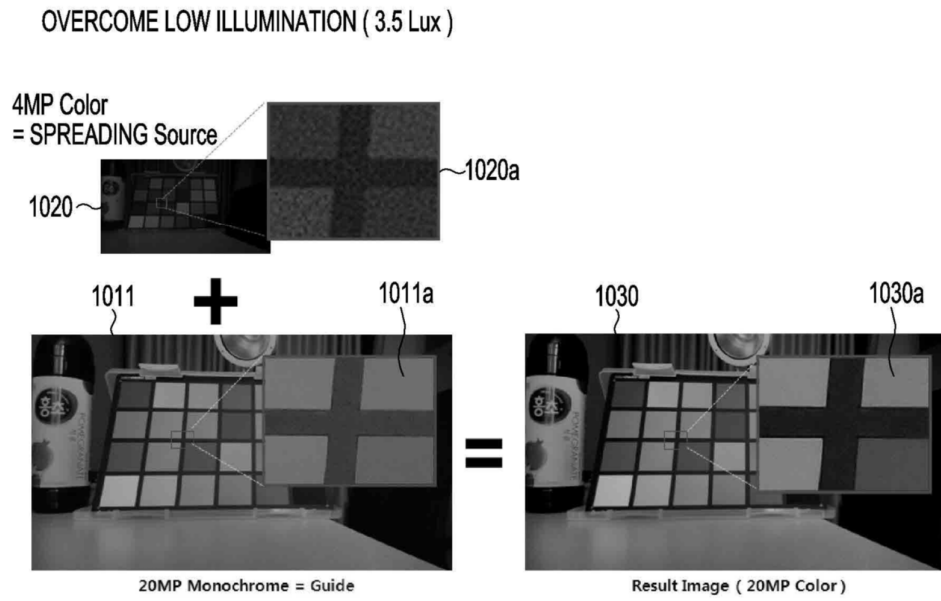 OVERCOME LOW ILLUMINATION ( 3.5 Lux )
4MP Color
= SPREADING Source
1020
1020a
+
1011
1011a
1030
1030a
=
POMEGRANATE
20MP Monochrome = Guide
Result Image ( 20MP Color )